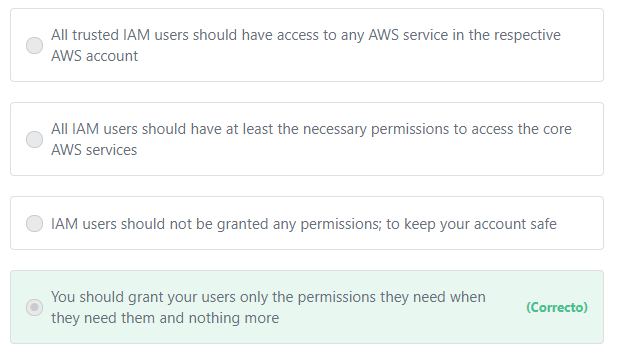 All trusted IAM users should have access to any AWS service in the respective
AWS account
All IAM users should have at least the necessary permissions to access the core
AWS services
IAM users should not be granted any permissions; to keep your account safe
You should grant your users only the permissions they need when
they need them and nothing more
(Correcto)